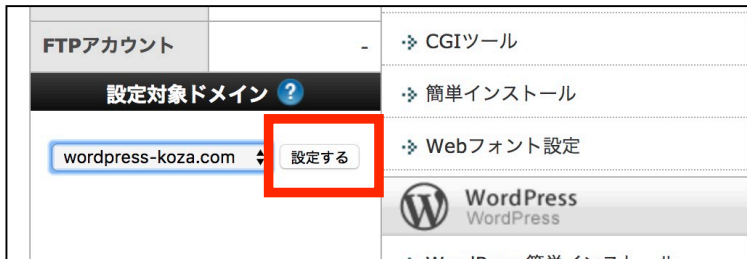 FTPアカウント
-
設定対象ドメイン ?
wordpress-koza.com
設定する
CGIツール
簡単インストール
Webフォント設定
WordPress
WordPress